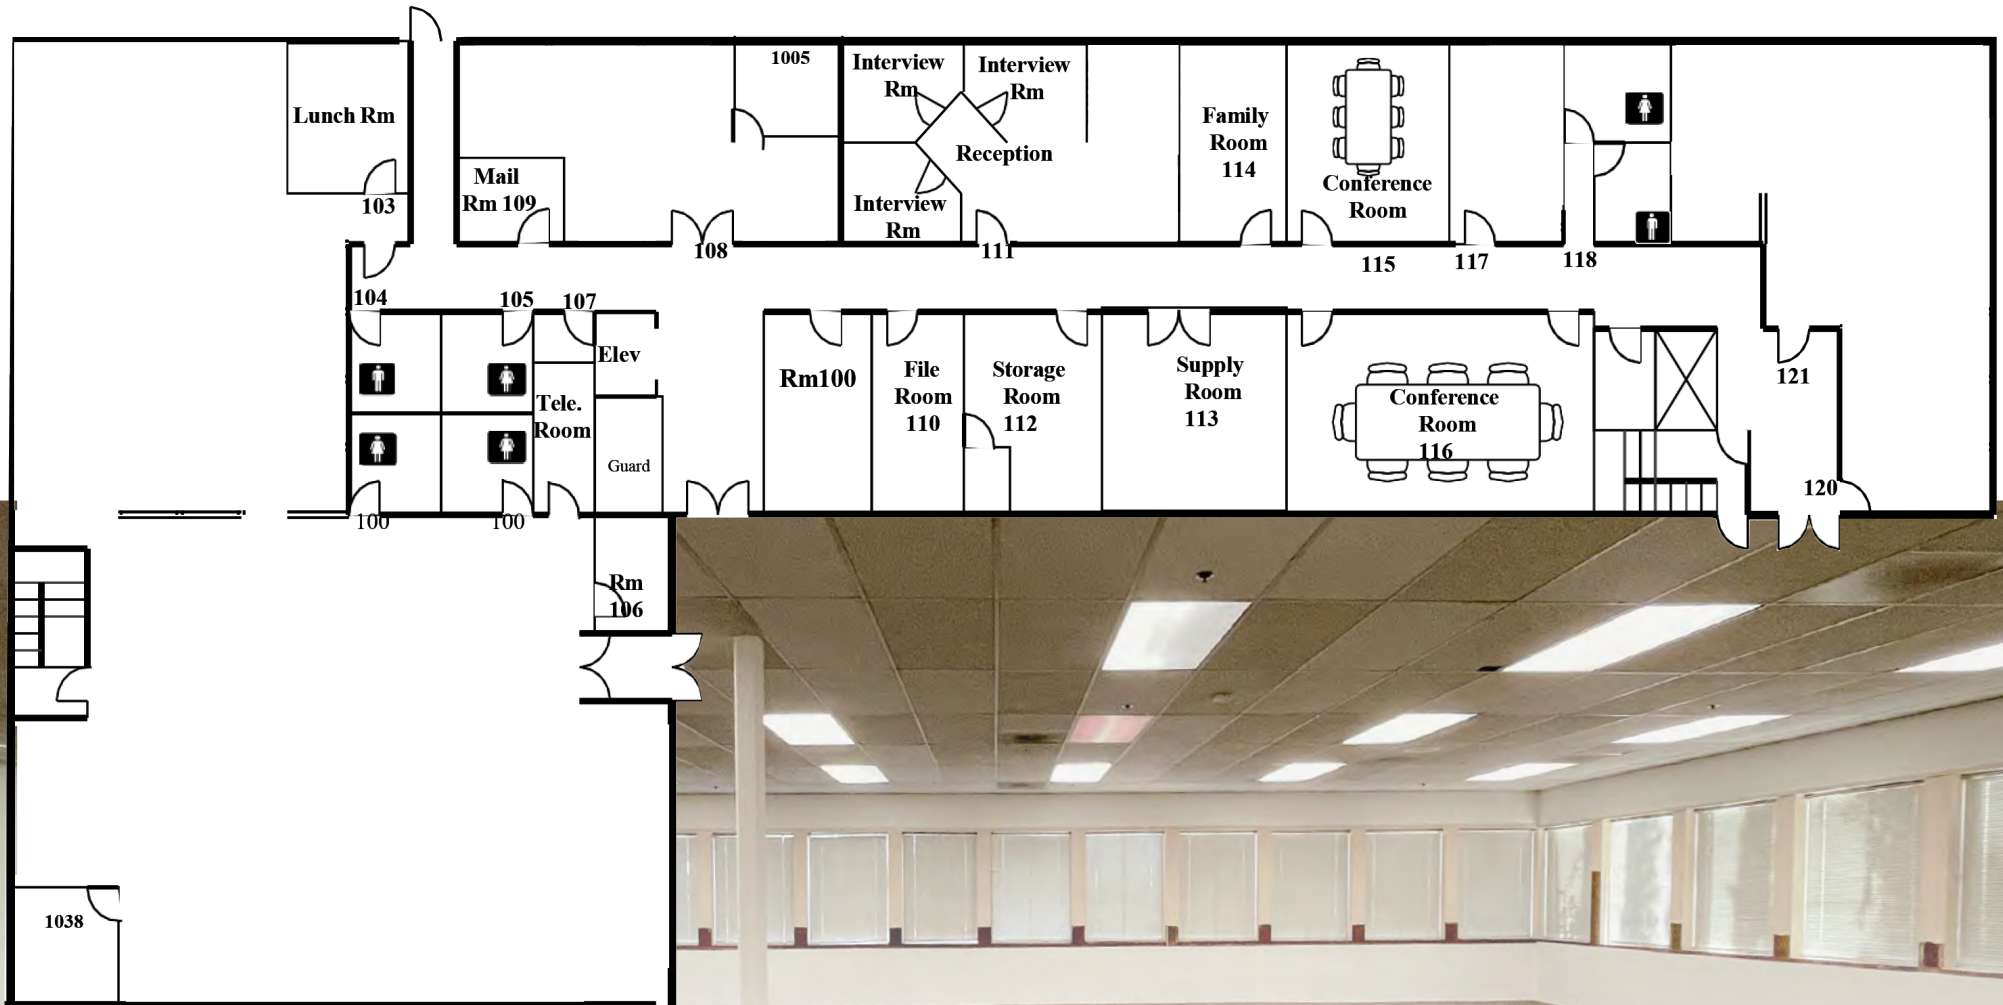 1005
Interview
Rm
Interview
Rm
Lunch Rm
Family
Room
114
Reception
Mail
Rm 109
Conference
Room
103
Interview
Rm
108
111
115
117
118
104
105
107
Elev
Rm100
File
Room
110
Storage
Room
112
Supply
Room
113
Conference
Room
116
121
Tele.
Room
Guard
120
100
100
Rm
106
1038